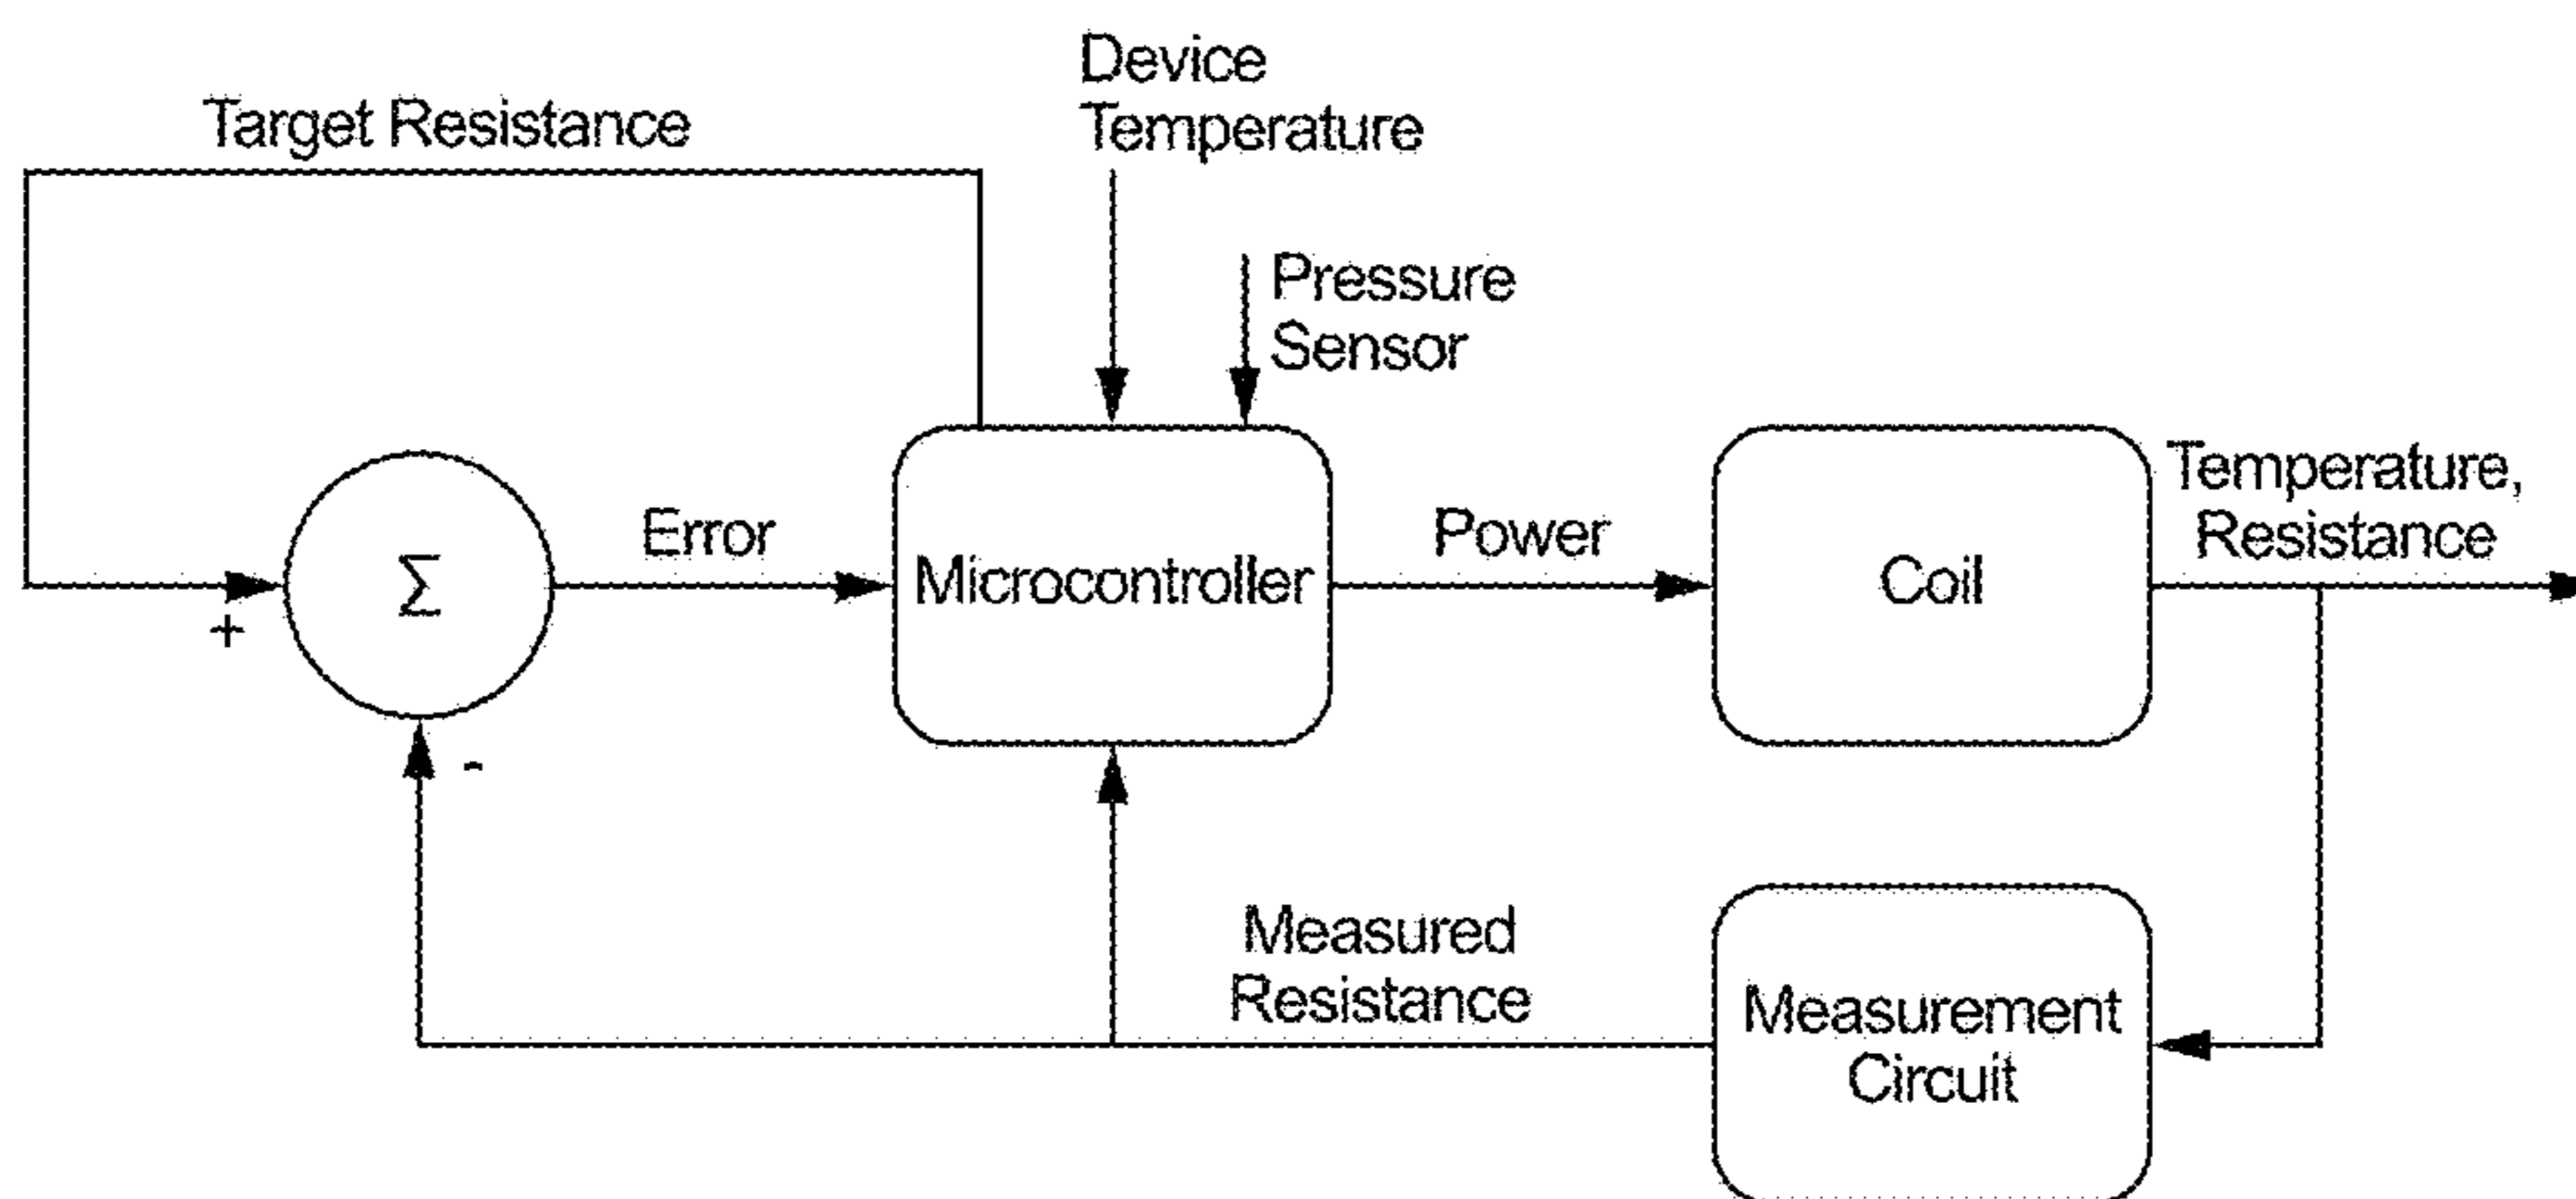 Device
Temperature
Target Resistance
Pressure
Sensor
Temperature,
Resistance
Error
Power
Σ
Microcontroller
Coil
+
-
Measured
Resistance
Measurement
Circuit